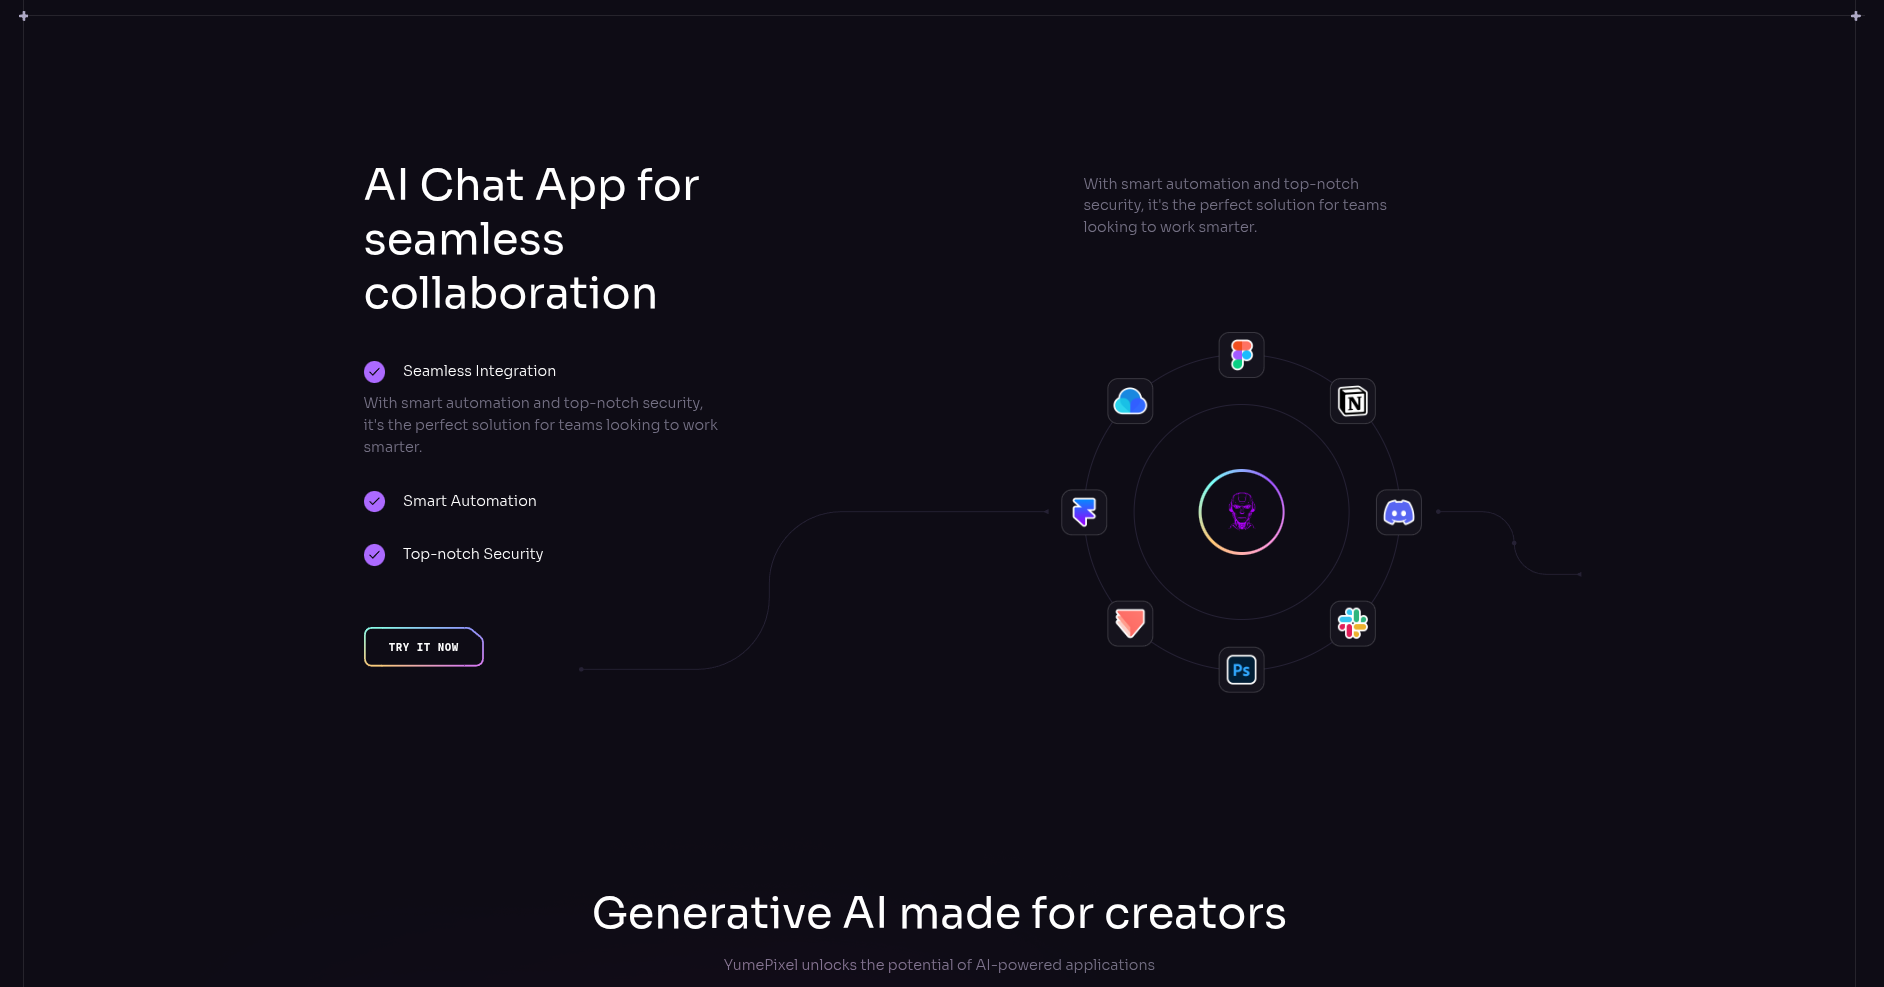 AI Chat App for
seamless
collaboration
Seamless Integration
With smart automation and top-notch security,
it's the perfect solution for teams looking to work
smarter.
Smart Automation
Top-notch Security
TRY IT NOW
With smart automation and top-notch
security, it's the perfect solution for teams
looking to work smarter.
N
Ps
Generative AI made for creators
YumePixel unlocks the potential of AI-powered applications